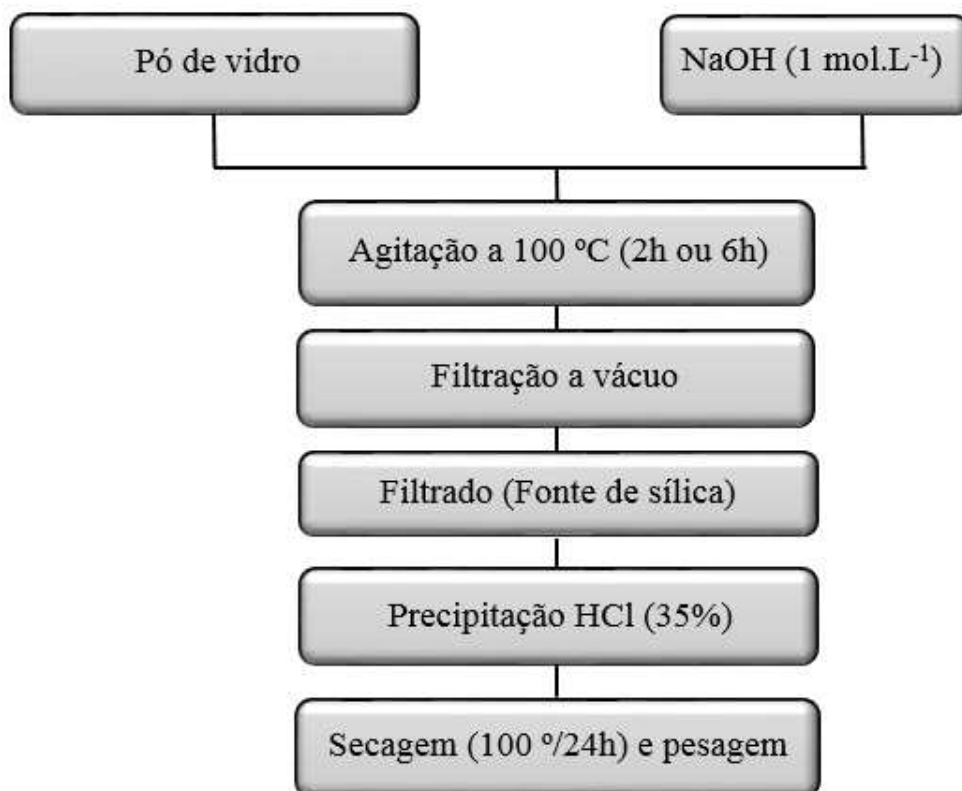 Pó de vidro
NaOH (1 mol.L⁻¹)
Agitação a 100 ºC (2h ou 6h)
Filtração a vácuo
Filtrado (Fonte de sílica)
Precipitação HCl (35%)
Secagem (100 º/24h) e pesagem